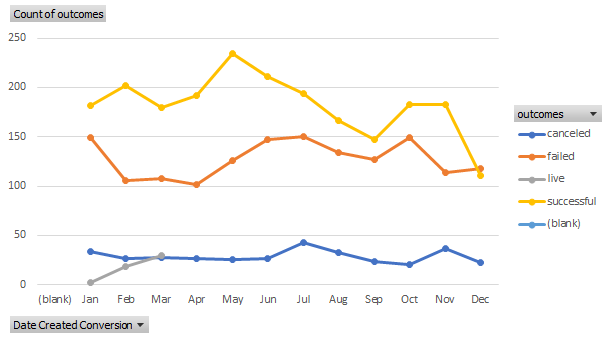 Count of outcomes
250
200
150
100
50
0
(blank) Jan Feb Mar Apr May Jun Jul Aug Sep Oct Nov Dec
outcomes
canceled
failed
live
successful
(blank)
Date Created Conversion